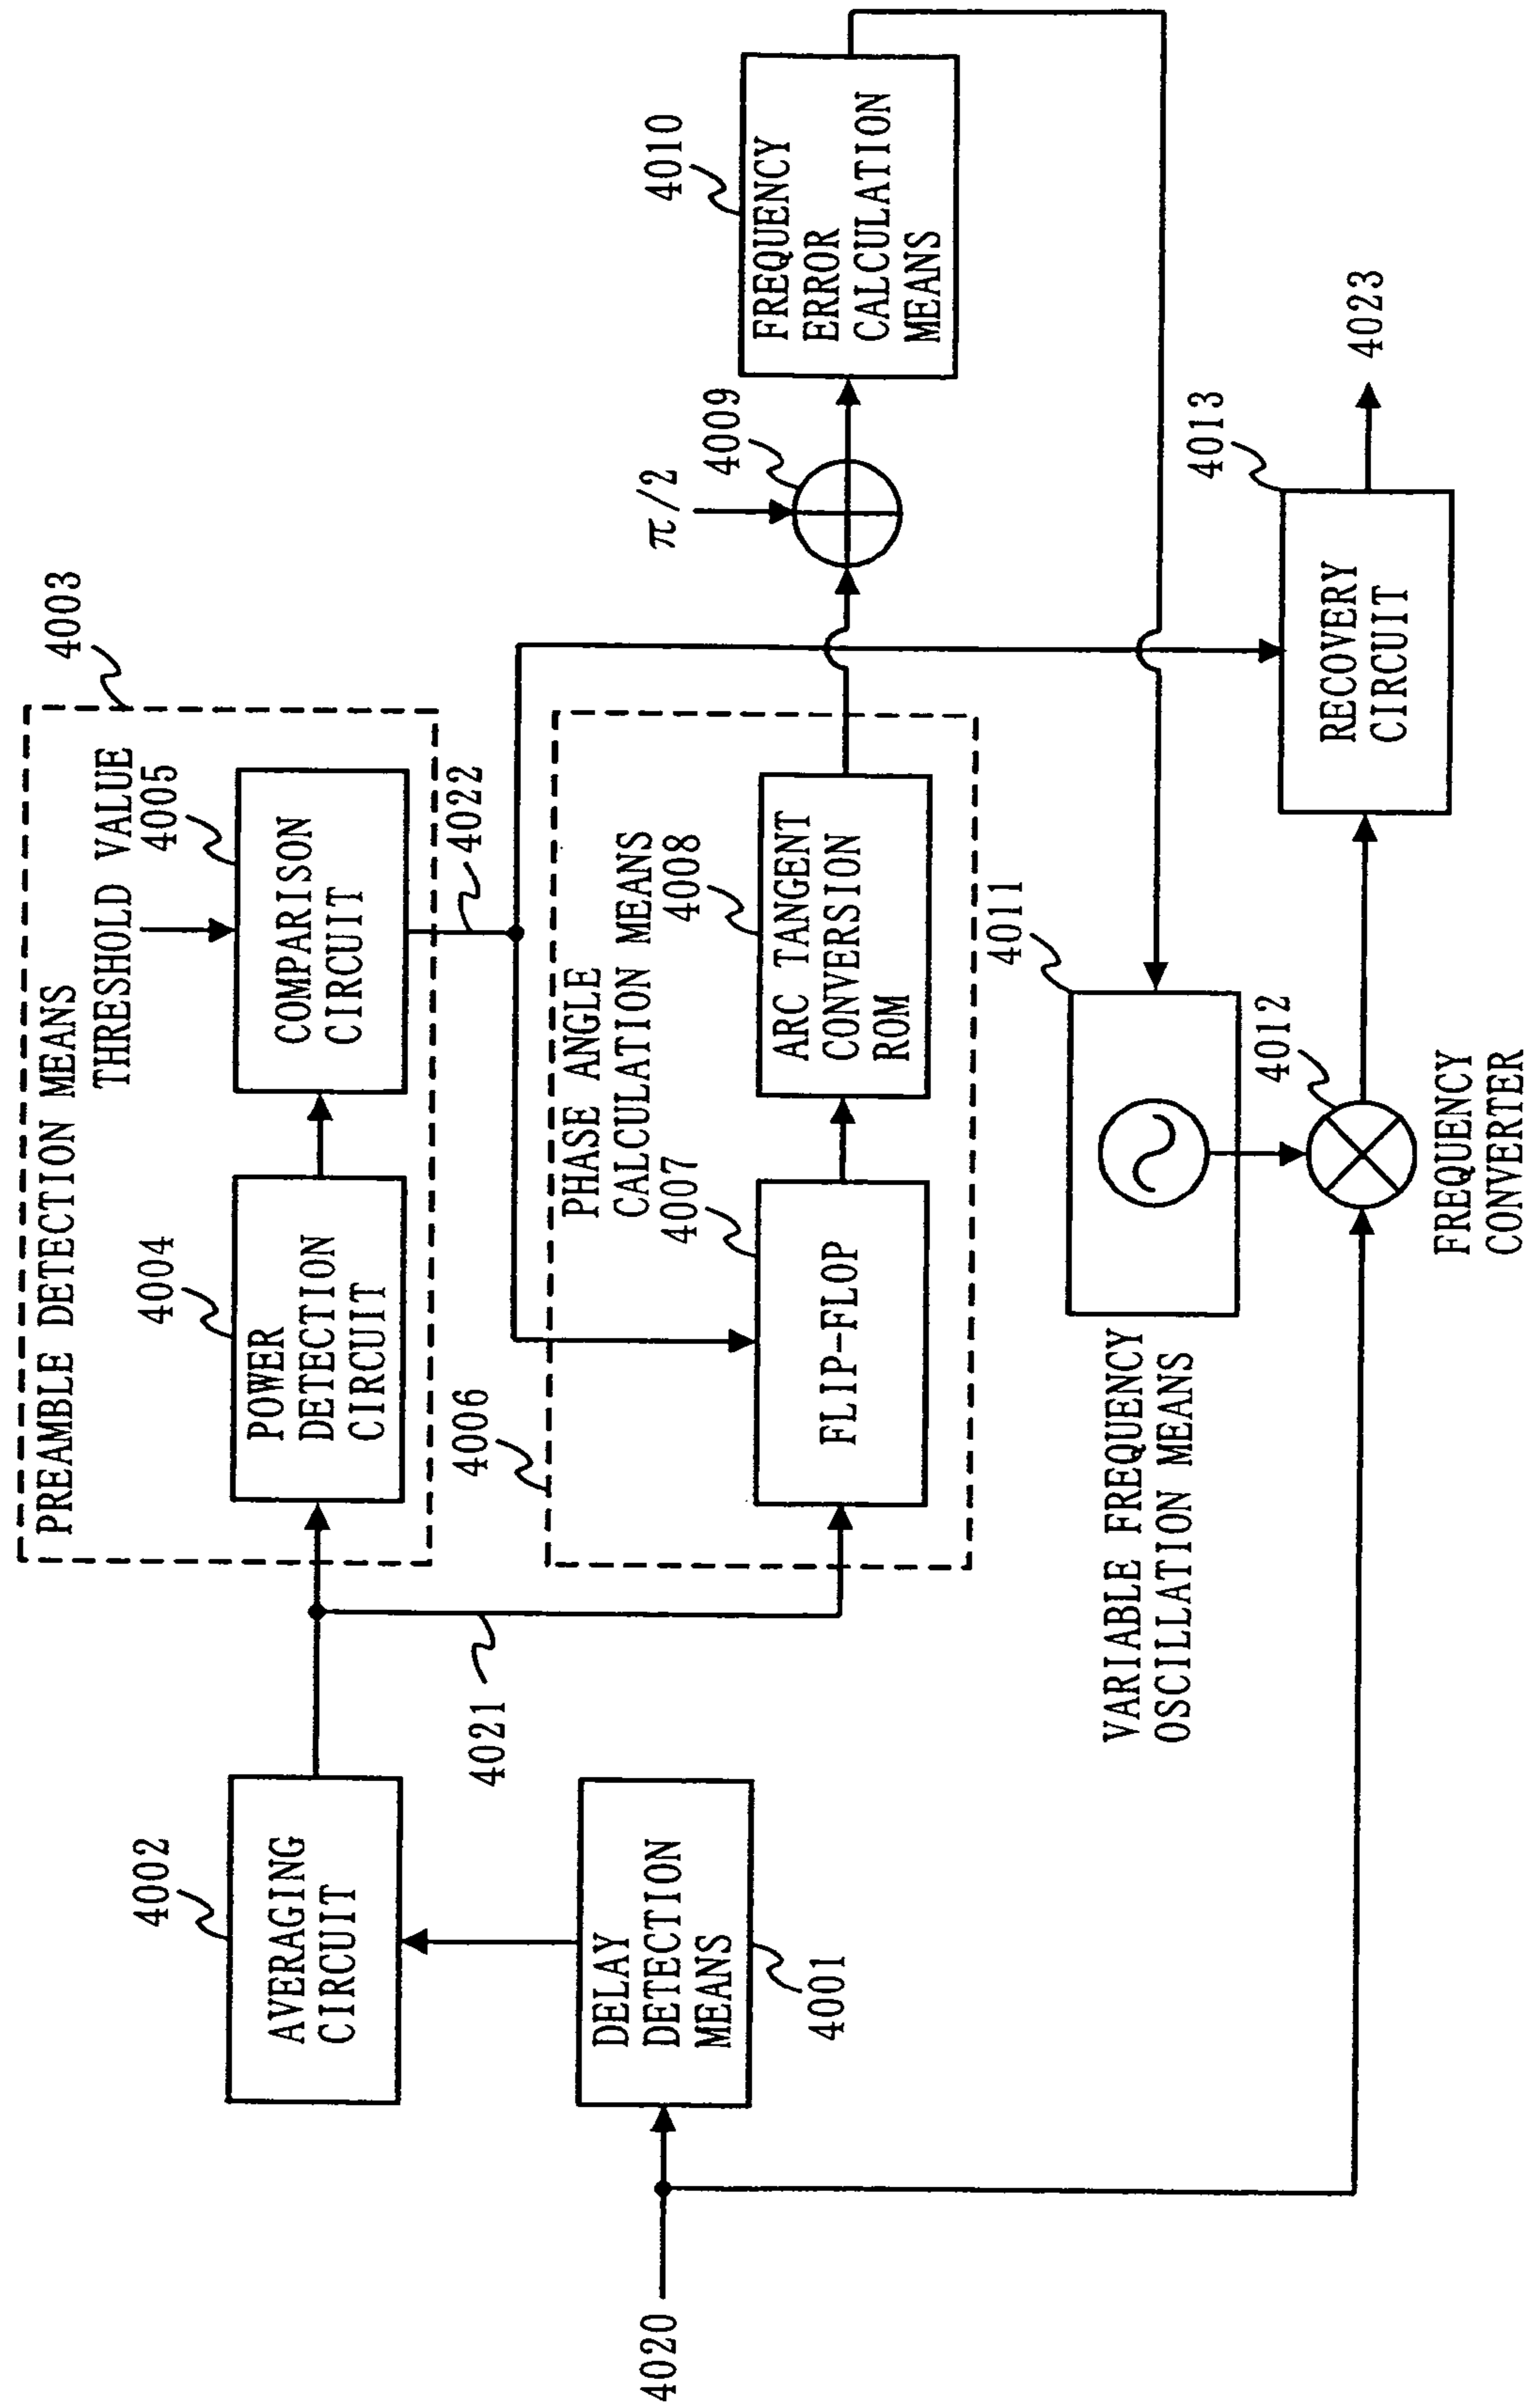 PREAMBLE DETECTION MEANS
4003
THRESHOLD VALUE
4004
4005
POWER
DETECTION
CIRCUIT
COMPARISON
CIRCUIT
4002
AVERAGING
CIRCUIT
4021
4022
4006
PHASE ANGLE
CALCULATION MEANS
4007
4008
FLIP-FLOP
ARC TANGENT
CONVERSION
ROM
π/2
4009
4010
FREQUENCY
ERROR
CALCULATION
MEANS
4020
DELAY
DETECTION
MEANS
4001
4011
VARIABLE FREQUENCY
OSCILLATION MEANS
4012
FREQUENCY
CONVERTER
4013
RECOVERY
CIRCUIT
4023